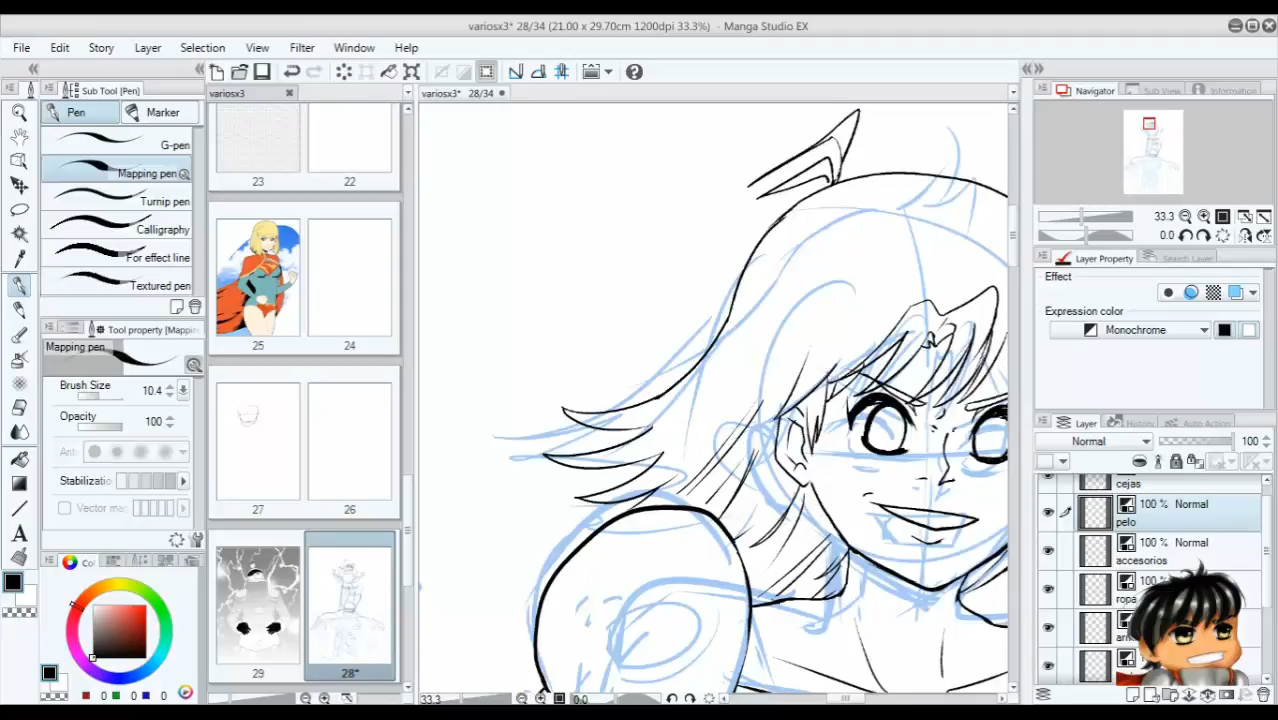 variosx3* 28/34 (21.00 x 29.70cm 1200dpi 33.3%) - Manga Studio EX
File Edit Story Layer Selection View Filter Window Help
Sub Tool [Pen]
Pen Marker
G-pen
Mapping pen
Turnip pen
Calligraphy
For effect line
Textured pen
Tool property [Mappin
Mapping pen
Brush Size 10.4
Opacity 100
Stabilizatio
Vector ma
Co
0 0 0
variosx3
23 22
25 24
27 26
29 28*
variosx3* 28/34
33.3 0.0
Navigator Sub View Information
33.3
0.0
Layer Property Search Layer
Effect
Expression color
Monochrome
Layer History Auto Action
Normal 100
cejas
100 % Normal
pelo
100 % Normal
accesorios
100 %
ropa